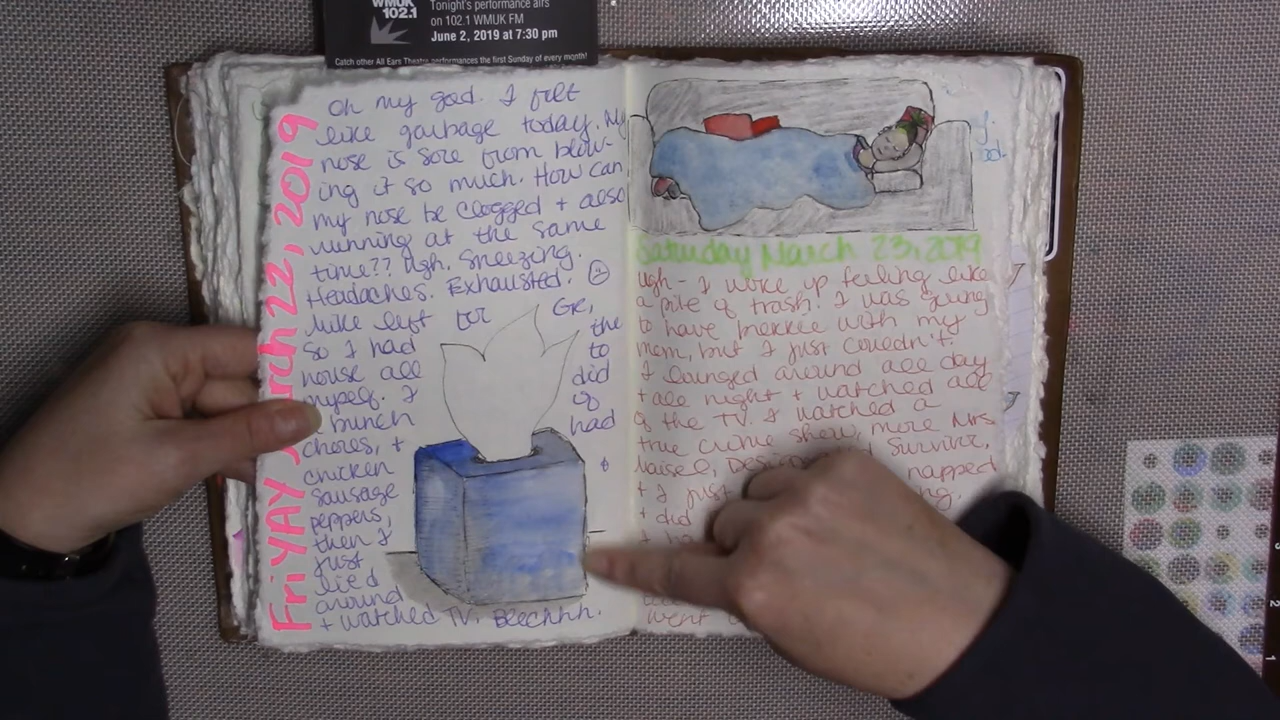 WMUK
102.1
Tonight's performance airs
on 102.1 WMUK FM
June 2, 2019 at 7:30 pm
Catch other All Ears Theatre performances the first Sunday of every month!
FriYAY March 22, 2019
Oh my god. I felt
like garbage today. My
nose is sore from blow-
ing it so much. How can
my nose be clogged + also
running at the same
time?? Ugh. Sneezing.
Headaches. Exhausted. ☹
Mike left for GR,
so I had the
house all to
myself. I did
a bunch of
chores, + had
chicken
sausage +
peppers,
then I
just
lied
around
+ watched TV. Blechhh.
Saturday March 23, 2019
Ugh - I woke up feeling like
a pile of trash. I was going
to have with my
mom, but I just couldn't.
I lounged around all day
+ all night + watched all
of the TV. I watched a
true crime show, more Mrs.
Maisel, Survivor,
+ I just napped
+ did
went